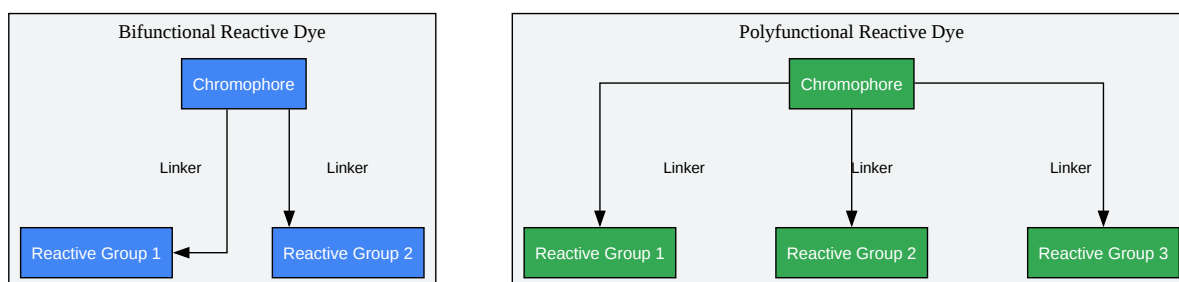 Bifunctional Reactive Dye
Chromophore
Linker
Linker
Reactive Group 1
Reactive Group 2
Polyfunctional Reactive Dye
Chromophore
Linker
Linker
Linker
Reactive Group 1
Reactive Group 2
Reactive Group 3